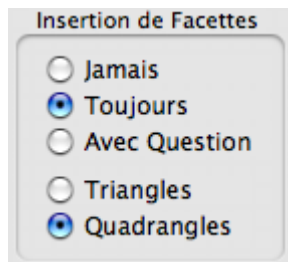 Insertion de Facettes
Jamais
Toujours
Avec Question
Triangles
Quadrangles